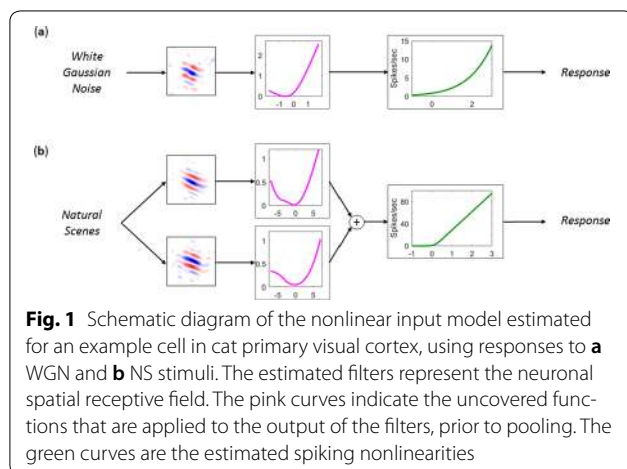 (a)
White
Gaussian
Noise
2
1
0
-1 0 1
Spikes/sec
15
10
5
0
0 2
Response
(b)
Natural
Scenes
1
0.5
0
-5 0 5
1
0.5
0
-5 0 5
+
Spikes/sec
80
40
0
-1 0 1 2 3
Response
Fig. 1 Schematic diagram of the nonlinear input model estimated
for an example cell in cat primary visual cortex, using responses to a
WGN and b NS stimuli. The estimated filters represent the neuronal
spatial receptive field. The pink curves indicate the uncovered func-
tions that are applied to the output of the filters, prior to pooling. The
green curves are the estimated spiking nonlinearities